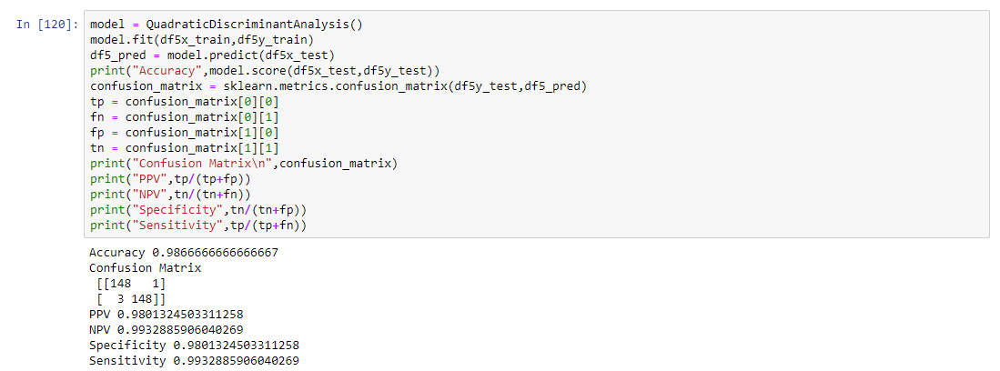 In [120]: model = QuadraticDiscriminantAnalysis()
model.fit(df5x_train,df5y_train)
df5_pred = model.predict(df5x_test)
print("Accuracy",model.score(df5x_test,df5y_test))
confusion_matrix = sklearn.metrics.confusion_matrix(df5y_test,df5_pred)
tp = confusion_matrix[0][0]
fn = confusion_matrix[0][1]
fp = confusion_matrix[1][0]
tn = confusion_matrix[1][1]
print("Confusion Matrix\n",confusion_matrix)
print("PPV",tp/(tp+fp))
print("NPV",tn/(tn+fn))
print("Specificity",tn/(tn+fp))
print("Sensitivity",tp/(tp+fn))
Accuracy 0.9866666666666667
Confusion Matrix
 [[148   1]
 [  3 148]]
PPV 0.9801324503311258
NPV 0.9932885906040269
Specificity 0.9801324503311258
Sensitivity 0.9932885906040269